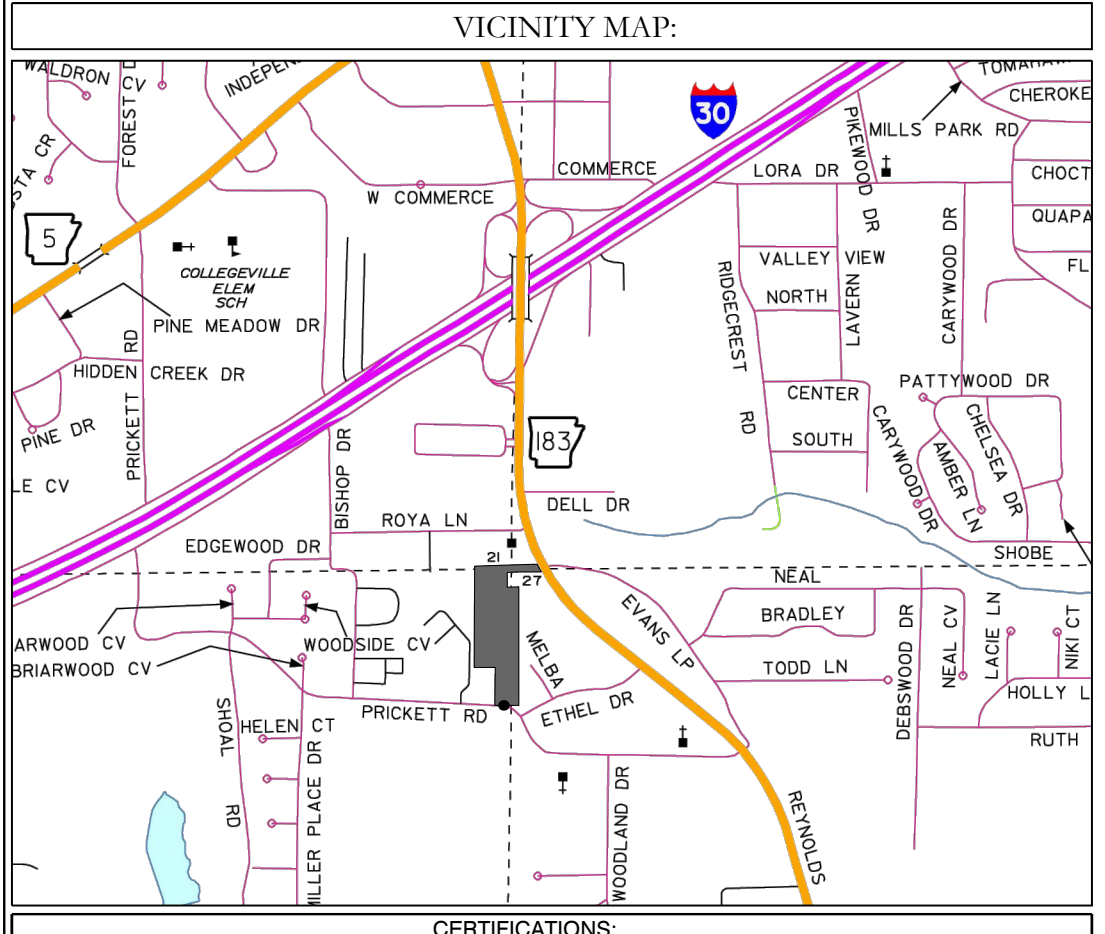 VICINITY MAP:
WALDRON
CV
FOREST D
INDEPEN
TOMAHAW
CHEROKE
30
MILLS PARK RD
PIKEWOOD DR
STA CR
COMMERCE
LORA DR
CHOCT
W COMMERCE
QUAPA
5
CARYWOOD DR
COLLEGEVILLE
ELEM
SCH
VALLEY VIEW
FL
LAVERN
NORTH
RIDGECREST RD
PINE MEADOW DR
PRICKETT RD
HIDDEN CREEK DR
PATTYWOOD DR
CENTER
CARYWOOD DR
CHELSEA DR
AMBER LN
PINE DR
183
SOUTH
LE CV
BISHOP DR
DELL DR
ROYA LN
EDGEWOOD DR
SHOBE
21
27
NEAL
EVANS LP
BRADLEY
DEBSWOOD DR
NEAL CV
LACIE LN
NIKI CT
ARWOOD CV
WOODSIDE CV
MELBA
BRIARWOOD CV
TODD LN
HOLLY L
SHOAL RD
PRICKETT RD
ETHEL DR
HELEN CT
RUTH
MILLER PLACE DR
WOODLAND DR
REYNOLDS
CERTIFICATIONS: